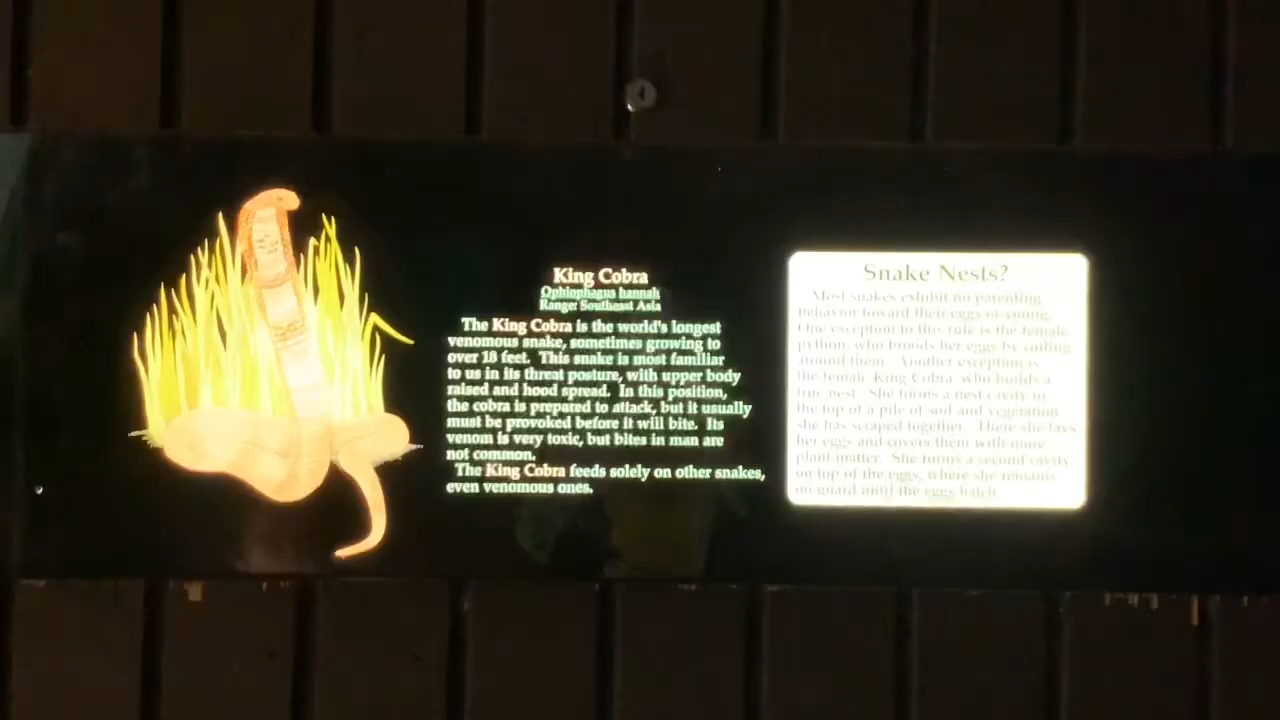 King Cobra
Ophiophagus hannah
Range: Southeast Asia
The King Cobra is the world's longest
venomous snake, sometimes growing to
over 18 feet. This snake is most familiar
to us in its threat posture, with upper body
raised and hood spread. In this position,
the cobra is prepared to attack, but it usually
must be provoked before it will bite. Its
venom is very toxic, but bites in man are
not common.
The King Cobra feeds solely on other snakes,
even venomous ones.
Snake Nests?
Most snakes exhibit no parenting
behavior toward their eggs or young.
One exception to this rule is the female
python, who broods her eggs by coiling
around them. Another exception is
the female King Cobra, who builds a
true nest. She forms a nest cavity in
the top of a pile of soil and vegetation
she has scraped together. There she lays
her eggs and covers them with more
plant matter. She forms a second cavity
on top of the eggs, where she remains
on guard until the eggs hatch.